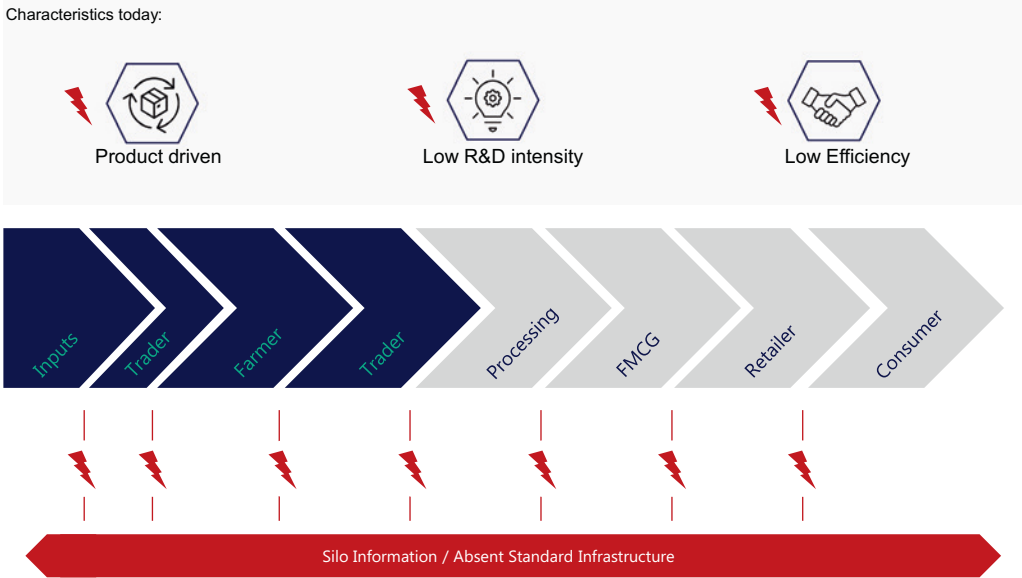 Characteristics today:
Product driven
Low R&D intensity
Low Efficiency
Inputs
Trader
Farmer
Trader
Processing
FMCG
Retailer
Consumer
Silo Information / Absent Standard Infrastructure